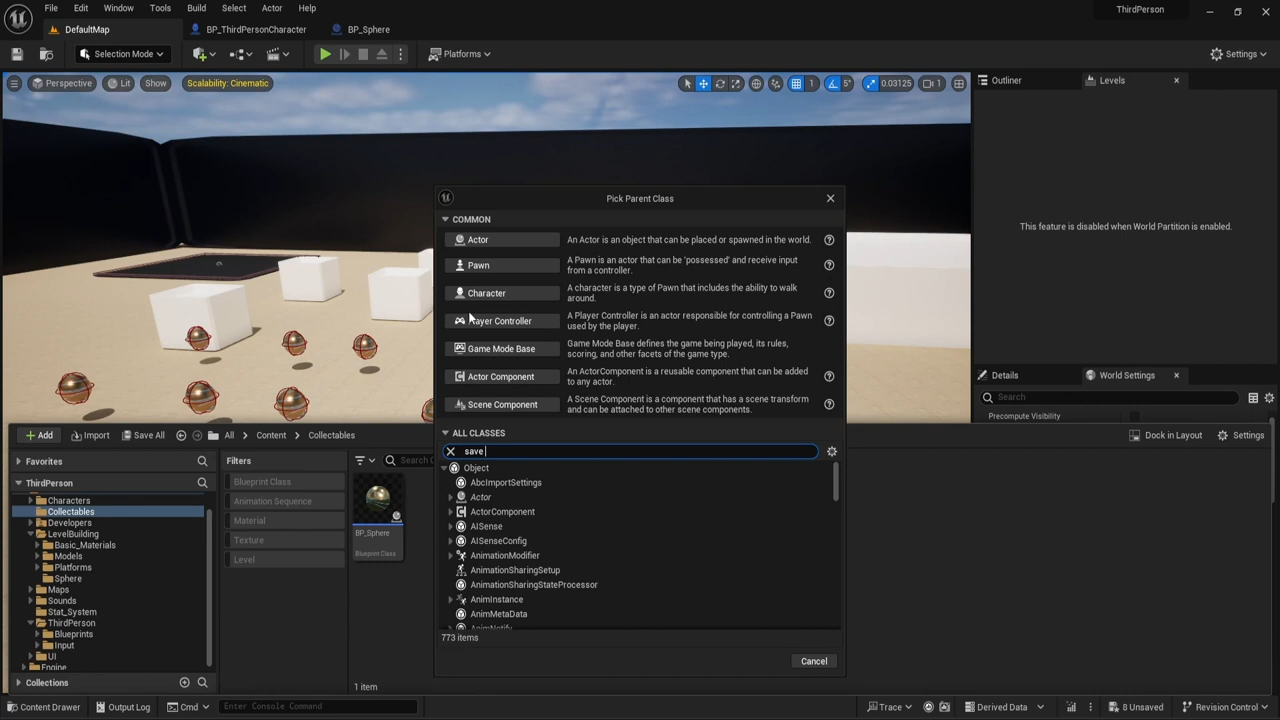 File Edit Window Tools Build Select Actor Help
ThirdPerson
DefaultMap BP_ThirdPersonCharacter BP_Sphere
Selection Mode Platforms Settings
Perspective Lit Show Scalability: Cinematic 1 5° 0.03125 1
Outliner Levels
This feature is disabled when World Partition is enabled.
Details World Settings
Search
Precompute Visibility
Pick Parent Class
COMMON
Actor An Actor is an object that can be placed or spawned in the world.
Pawn A Pawn is an actor that can be 'possessed' and receive input
from a controller.
Character A character is a type of Pawn that includes the ability to walk
around.
Player Controller A Player Controller is an actor responsible for controlling a Pawn
used by the player.
Game Mode Base Game Mode Base defines the game being played, its rules,
scoring, and other facets of the game type.
Actor Component An ActorComponent is a reusable component that can be added
to any actor.
Scene Component A Scene Component is a component that has a scene transform
and can be attached to other scene components.
ALL CLASSES
save
Object
AbcImportSettings
Actor
ActorComponent
AISense
AISenseConfig
AnimationModifier
AnimationSharingSetup
AnimationSharingStateProcessor
AnimInstance
AnimMetaData
AnimNotify
773 items
Cancel
Add Import Save All All Content Collectables
Dock in Layout Settings
Favorites
ThirdPerson
Characters
Collectables
Developers
LevelBuilding
Basic_Materials
Models
Platforms
Sphere
Maps
Sounds
Stat_System
ThirdPerson
Blueprints
Input
UI
Engine
Collections
Filters
Blueprint Class
Animation Sequence
Material
Texture
Level
Search C
BP_Sphere
Blueprint Class
1 item
Content Drawer Output Log Cmd Enter Console Command
Trace Derived Data 8 Unsaved Revision Control